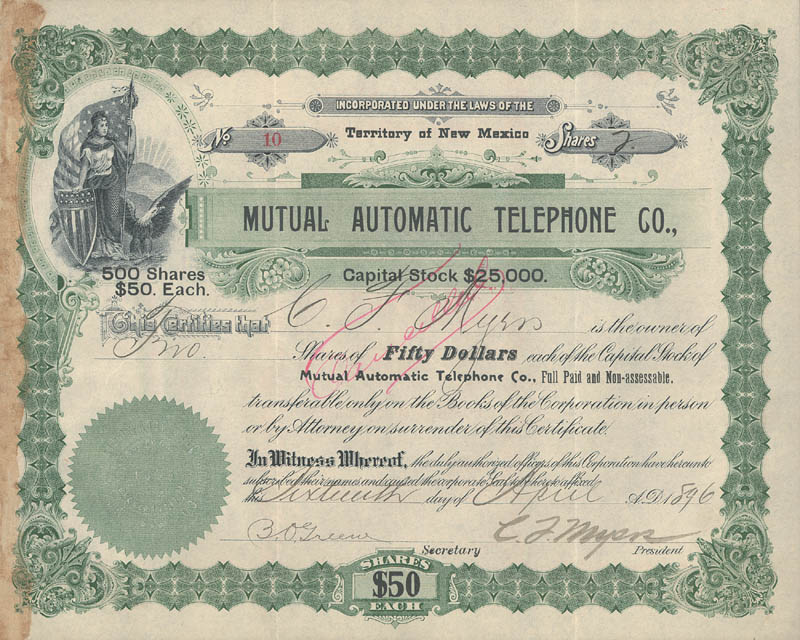 INCORPORATED UNDER THE LAWS OF THE
No 10 Territory of New Mexico Shares 2.
MUTUAL AUTOMATIC TELEPHONE CO.,
500 Shares
$50. Each.
Capital Stock $25,000.
This Certifies that C. F. Myers is the owner of
Two. Shares of Fifty Dollars each of the Capital Stock of
Mutual Automatic Telephone Co., Full Paid and Non-assessable.
transferable only on the Books of the Corporation in person
or by Attorney on surrender of this Certificate.
In Witness Whereof, the duly authorized officers of this Corporation have hereunto
subscribed their names and caused the corporate Seal to be hereto affixed
this Sixteenth day of April A.D. 1896
B. O. Greene C. F. Myers
Secretary President
SHARES
$50
EACH